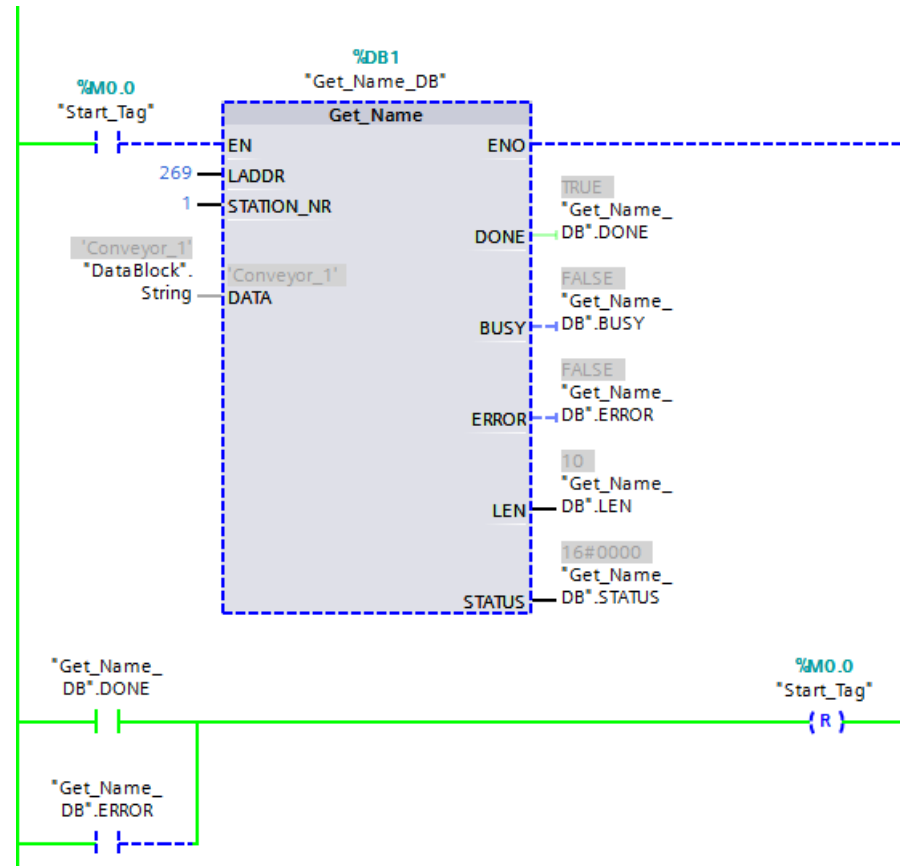 %DB1
"Get_Name_DB"
%M0.0
"Start_Tag"
Get_Name
EN
ENO
269
LADDR
1
STATION_NR
TRUE
"Get_Name_
DB".DONE
DONE
'Conveyor_1'
"DataBlock".
String
'Conveyor_1'
DATA
FALSE
"Get_Name_
DB".BUSY
BUSY
FALSE
"Get_Name_
DB".ERROR
ERROR
10
"Get_Name_
DB".LEN
LEN
16#0000
"Get_Name_
DB".STATUS
STATUS
"Get_Name_
DB".DONE
%M0.0
"Start_Tag"
R
"Get_Name_
DB".ERROR